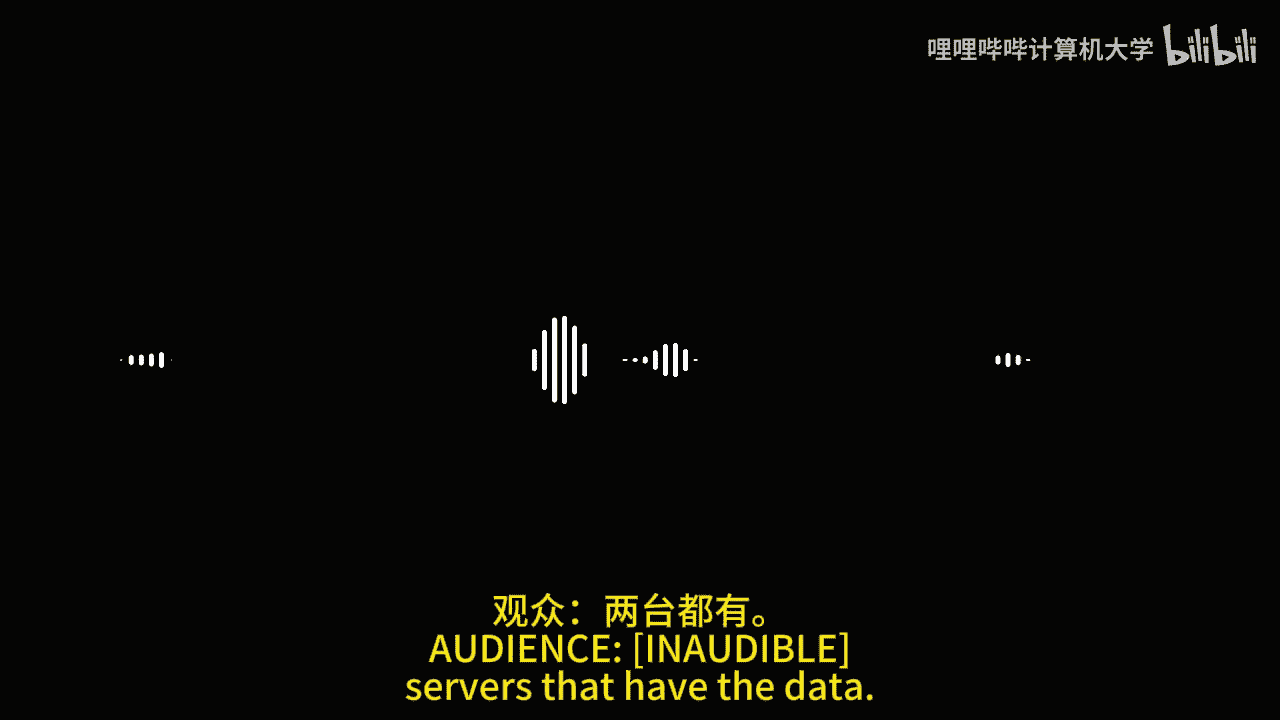 哩哩哔哔计算机大学 bilibili
观众：两台都有。
AUDIENCE: [INAUDIBLE]
servers that have the data.